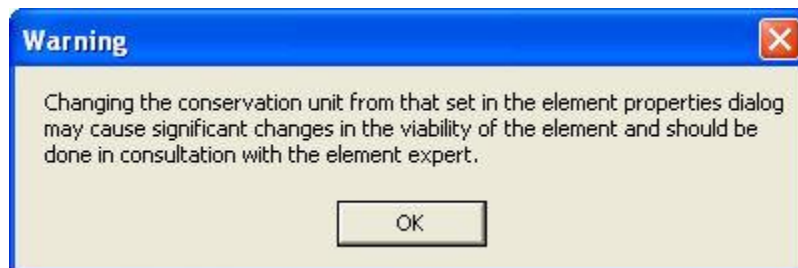 Warning
Changing the conservation unit from that set in the element properties dialog
may cause significant changes in the viability of the element and should be
done in consultation with the element expert.
OK